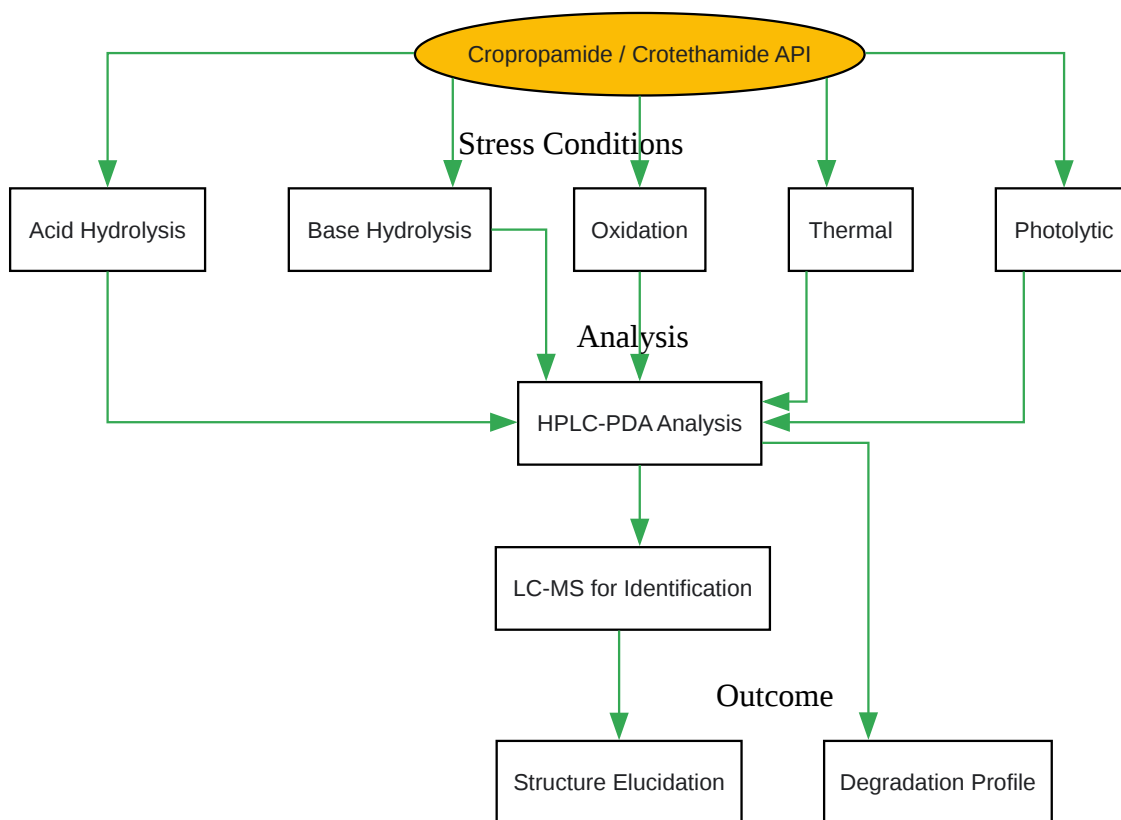 Cropropamide / Crotethamide API
Stress Conditions
Acid Hydrolysis
Base Hydrolysis
Oxidation
Thermal
Photolytic
Analysis
HPLC-PDA Analysis
LC-MS for Identification
Outcome
Structure Elucidation
Degradation Profile